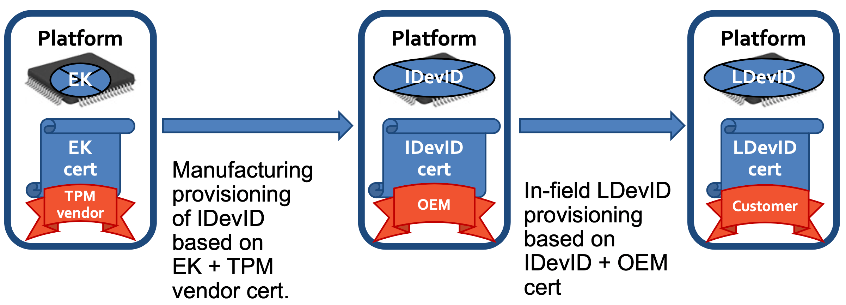 Platform
EK
EK
cert
TPM
vendor
Manufacturing
provisioning
of IDevID
based on
EK + TPM
vendor cert.
Platform
IDevID
IDevID
cert
OEM
In-field LDevID
provisioning
based on
IDevID + OEM
cert
Platform
LDevID
LDevID
cert
Customer